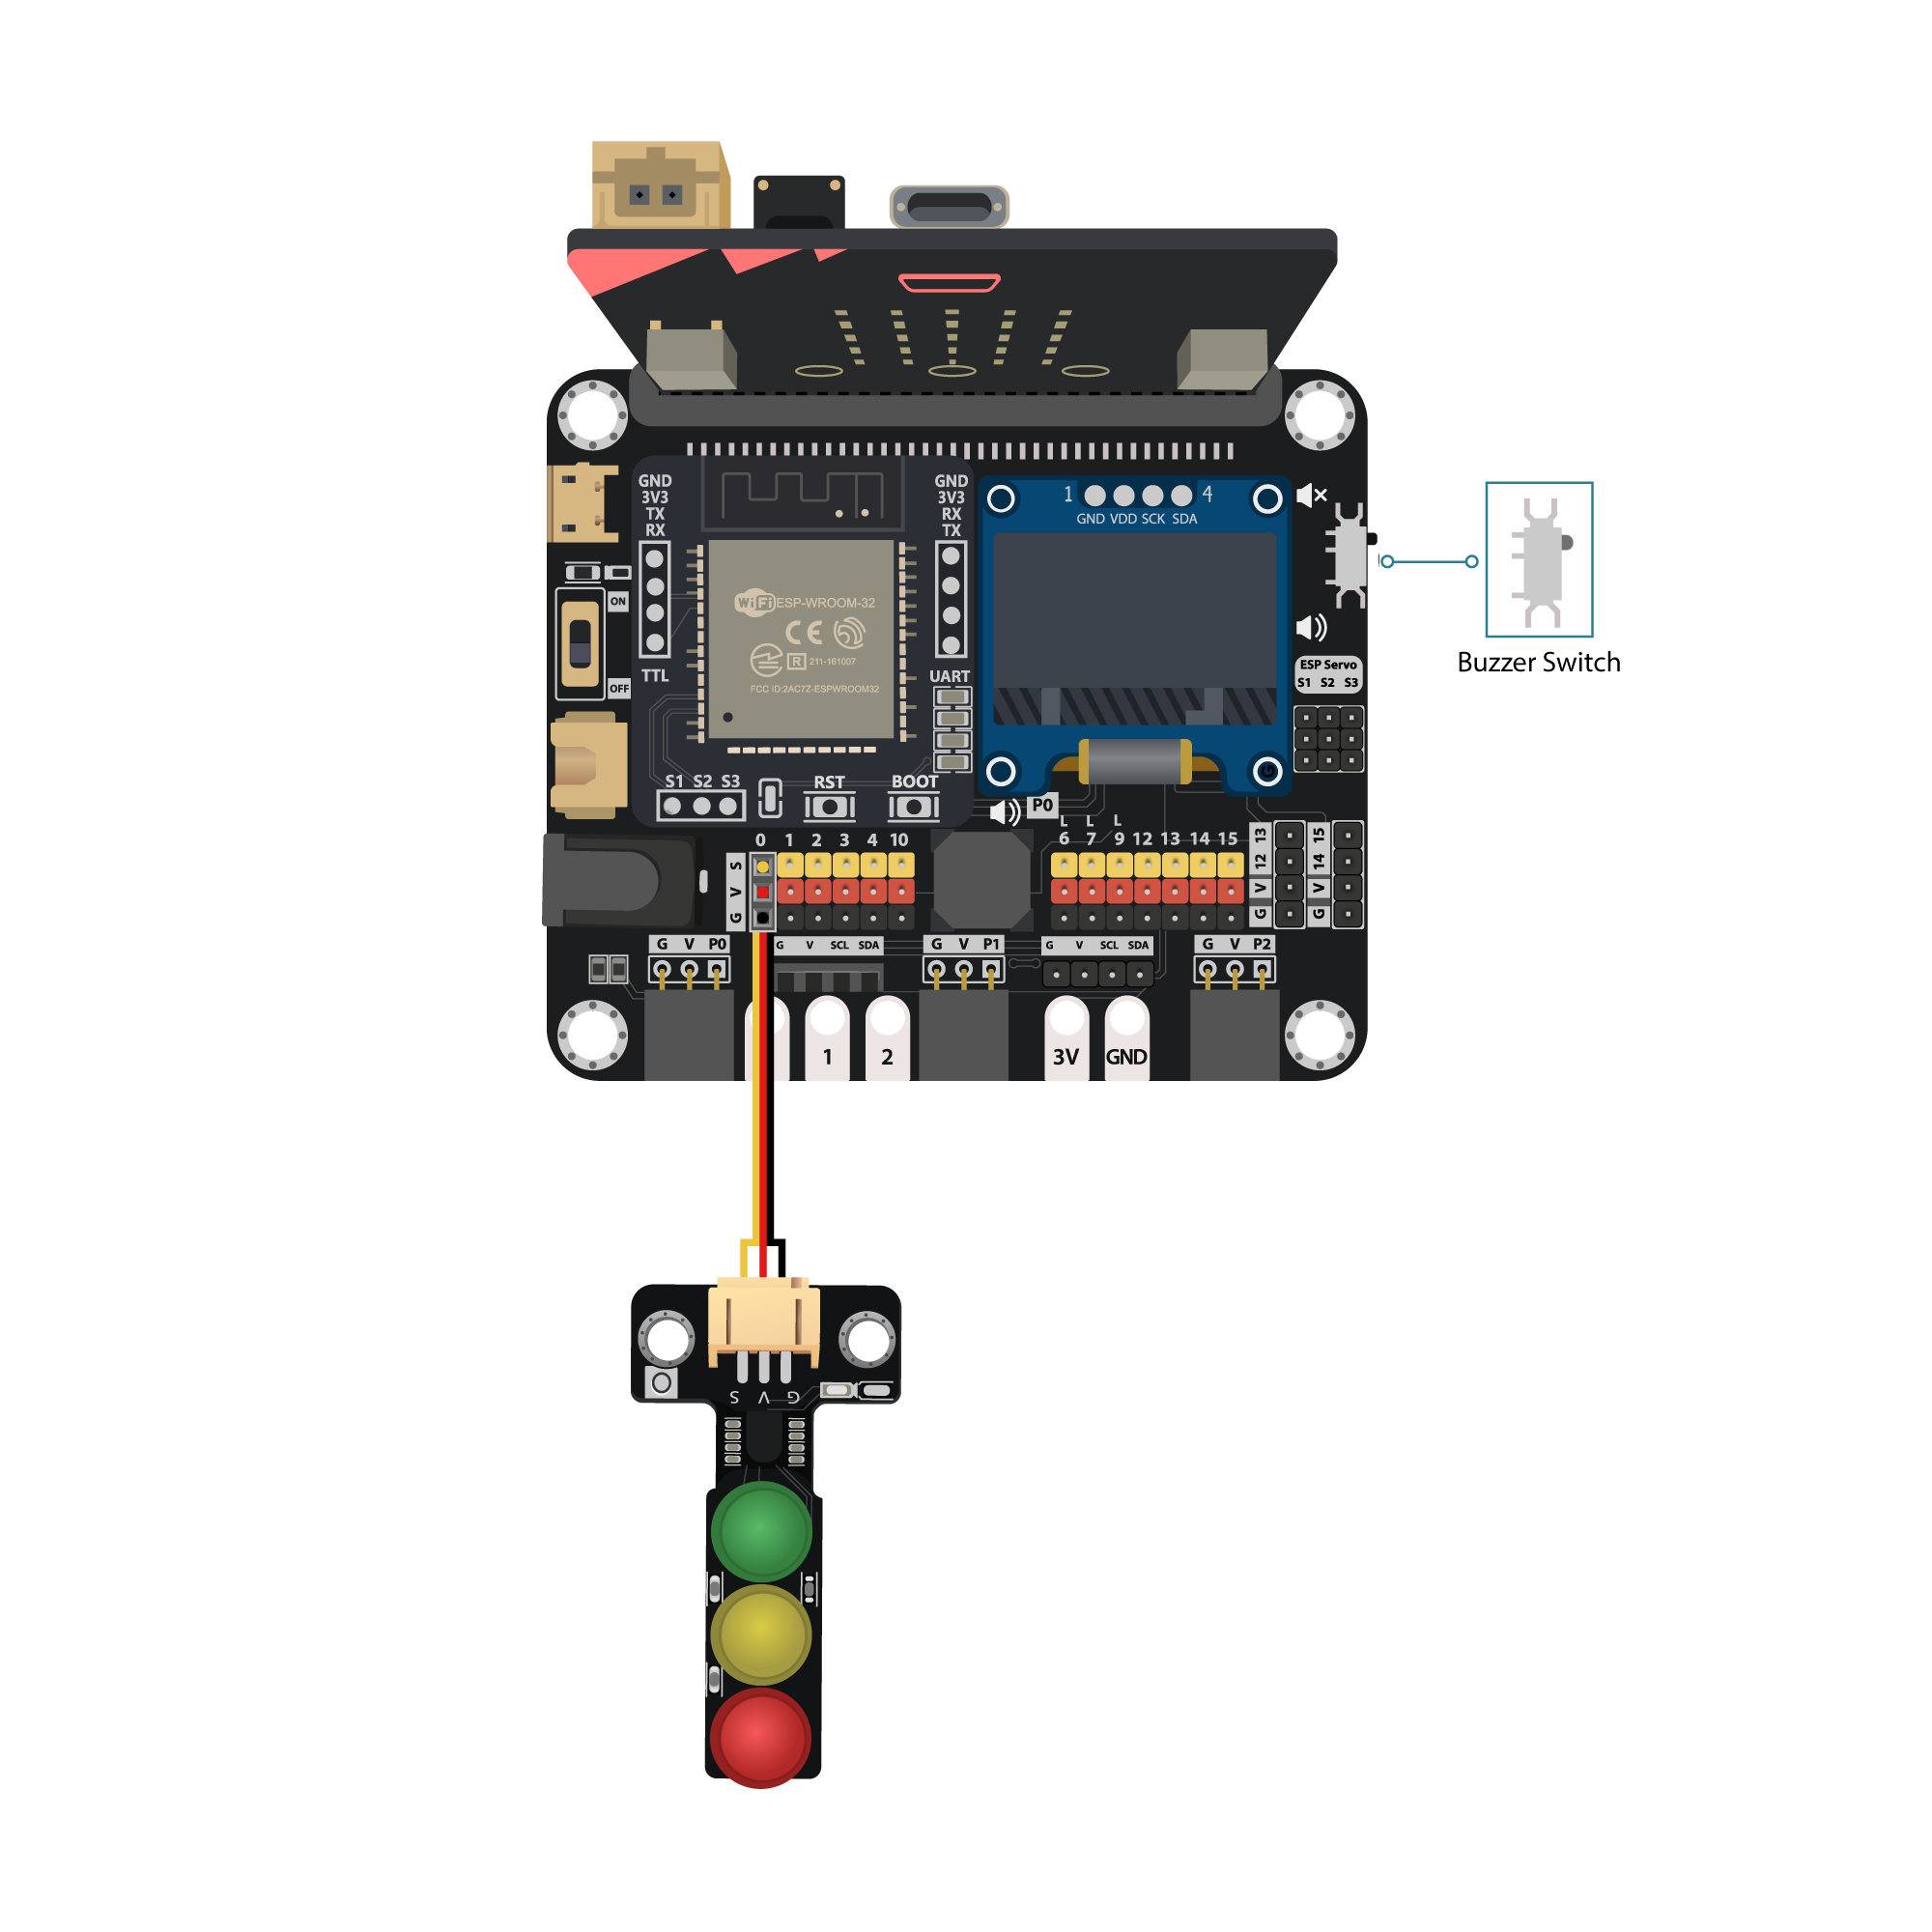 GND
3V3
TX
RX
TTL
GND
3V3
RX
TX
UART
1 4
GND VDD SCK SDA
ON
OFF
WiFi ESP-WROOM-32
CE
R 211-161007
FCC ID:2AC7Z-ESPWROOM32
Buzzer Switch
ESP Servo
S1 S2 S3
S1 S2 S3
RST
BOOT
P0
L L L
0 1 2 3 4 10
6 7 9 12 13 14 15
S
V
G
13
12
V
G
15
14
V
G
G V P0
G V SCL SDA
G V P1
G V SCL SDA
G V P2
1
2
3V
GND
S V G